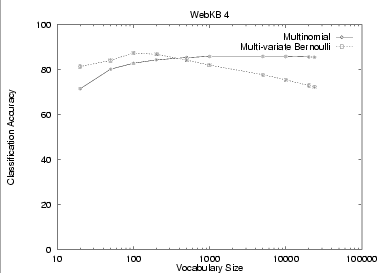 WebKB 4
100
Multinomial
Multi-variate Bernoulli
80
60
Classification Accuracy
40
20
0
10
100
1000
10000
100000
Vocabulary Size